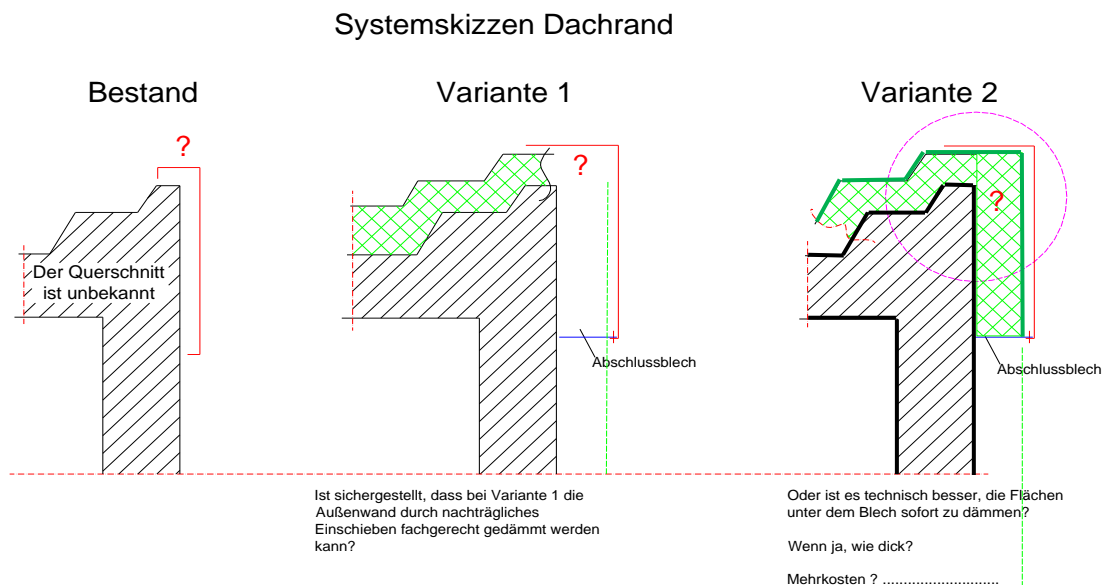 Systemskizzen Dachrand
Bestand
?
Der Querschnitt
ist unbekannt
Variante 1
?
Abschlussblech
Ist sichergestellt, dass bei Variante 1 die
Außenwand durch nachträgliches
Einschieben fachgerecht gedämmt werden
kann?
Variante 2
?
Abschlussblech
Oder ist es technisch besser, die Flächen
unter dem Blech sofort zu dämmen?
Wenn ja, wie dick?
Mehrkosten ? ............................